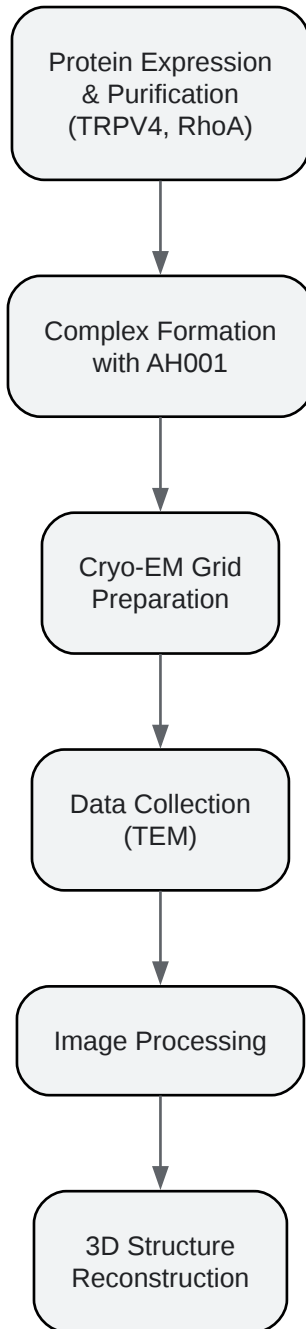 Protein Expression
& Purification
(TRPV4, RhoA)
Complex Formation
with AH001
Cryo-EM Grid
Preparation
Data Collection
(TEM)
Image Processing
3D Structure
Reconstruction